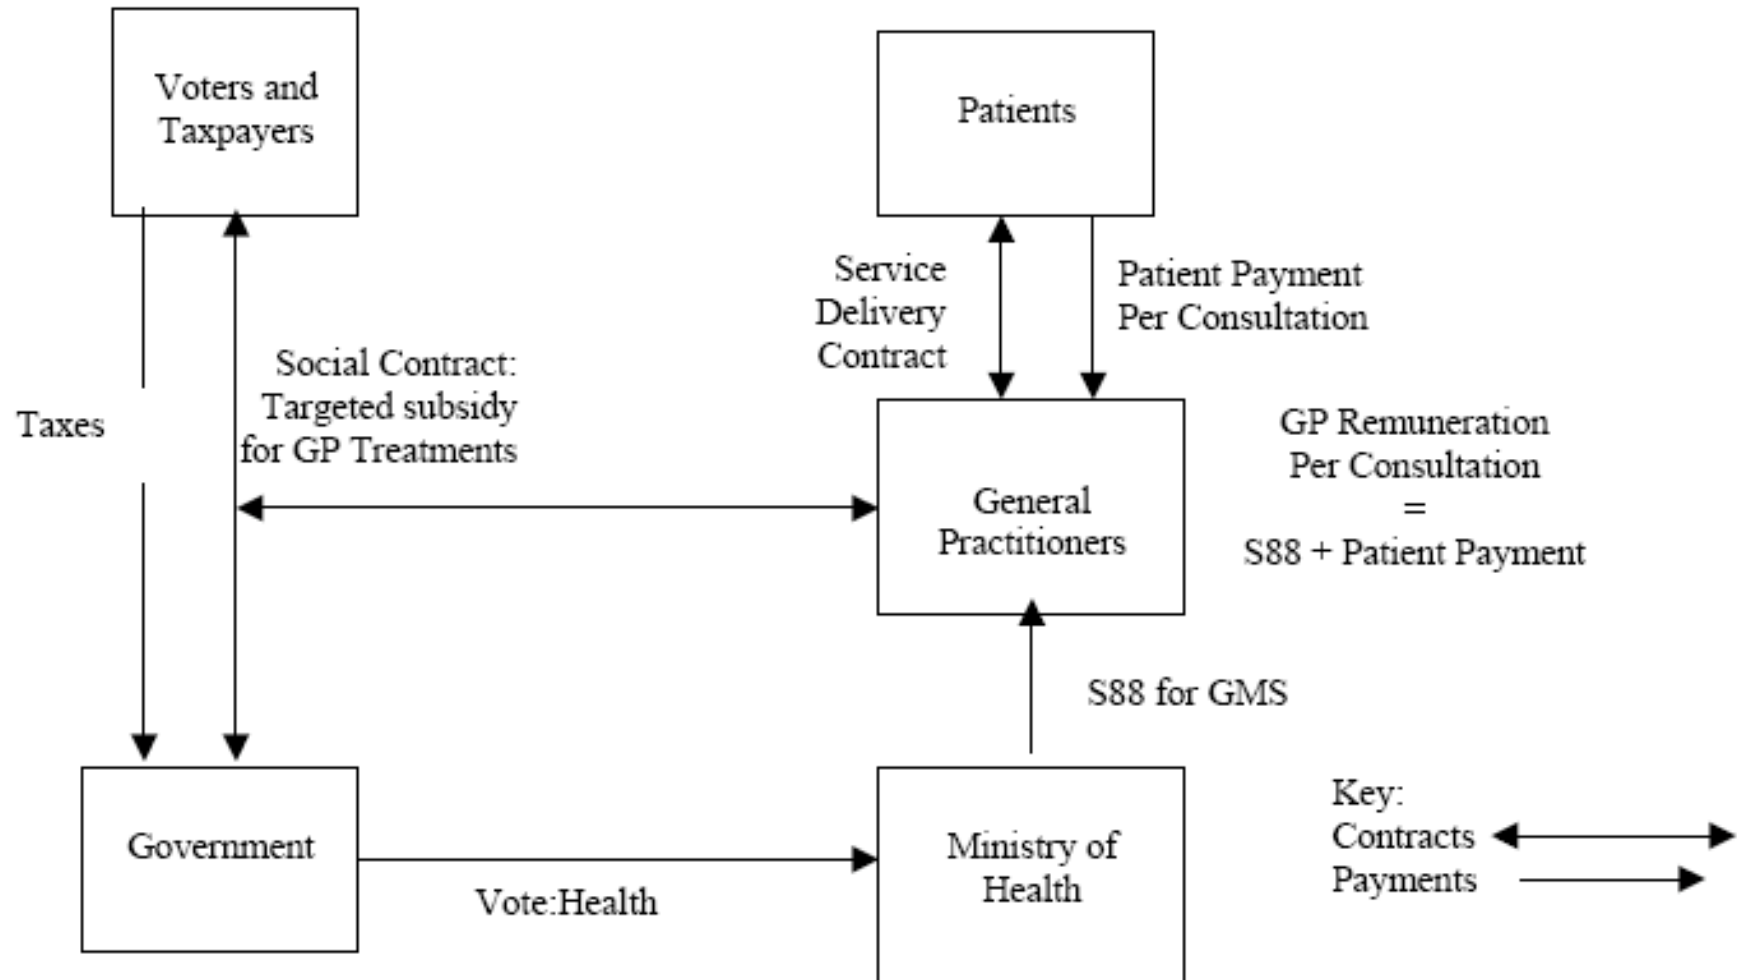 Voters and
Taxpayers
Patients
Service
Delivery
Contract
Patient Payment
Per Consultation
Social Contract:
Targeted subsidy
for GP Treatments
Taxes
General
Practitioners
GP Remuneration
Per Consultation
=
S88 + Patient Payment
S88 for GMS
Government
Vote:Health
Ministry of
Health
Key:
Contracts
Payments